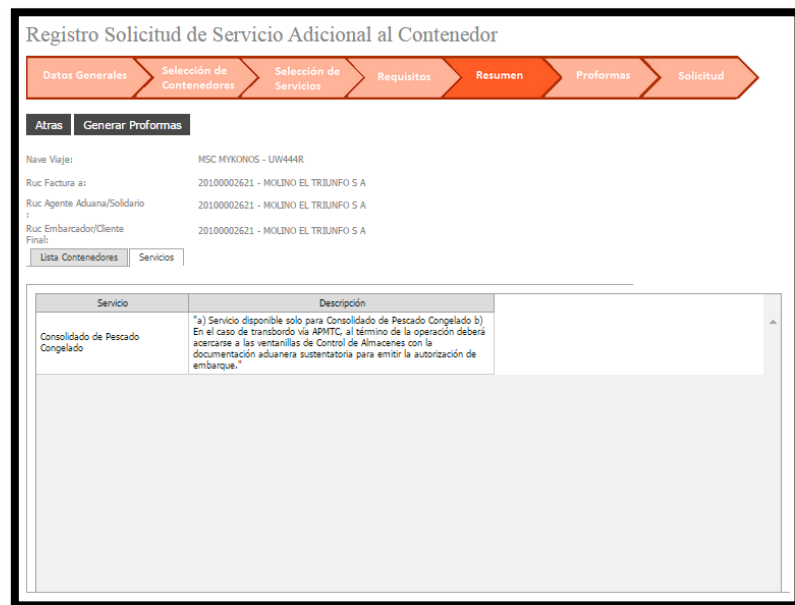 Registro Solicitud de Servicio Adicional al Contenedor
Datos Generales
Selección de
Contenedores
Selección de
Servicios
Requisitos
Resumen
Proformas
Solicitud
Atras
Generar Proformas
Nave Viaje: MSC MYKONOS - UW444R
Ruc Factura a: 20100002621 - MOLINO EL TRIUNFO S A
Ruc Agente Aduana/Solidario
: 20100002621 - MOLINO EL TRIUNFO S A
Ruc Embarcador/Cliente
Final: 20100002621 - MOLINO EL TRIUNFO S A
Lista Contenedores
Servicios
Servicio
Descripción
Consolidado de Pescado
Congelado
"a) Servicio disponible solo para Consolidado de Pescado Congelado b)
En el caso de transbordo vía APMTC, al término de la operación deberá
acercarse a las ventanillas de Control de Almacenes con la
documentación aduanera sustentatoria para emitir la autorización de
embarque."